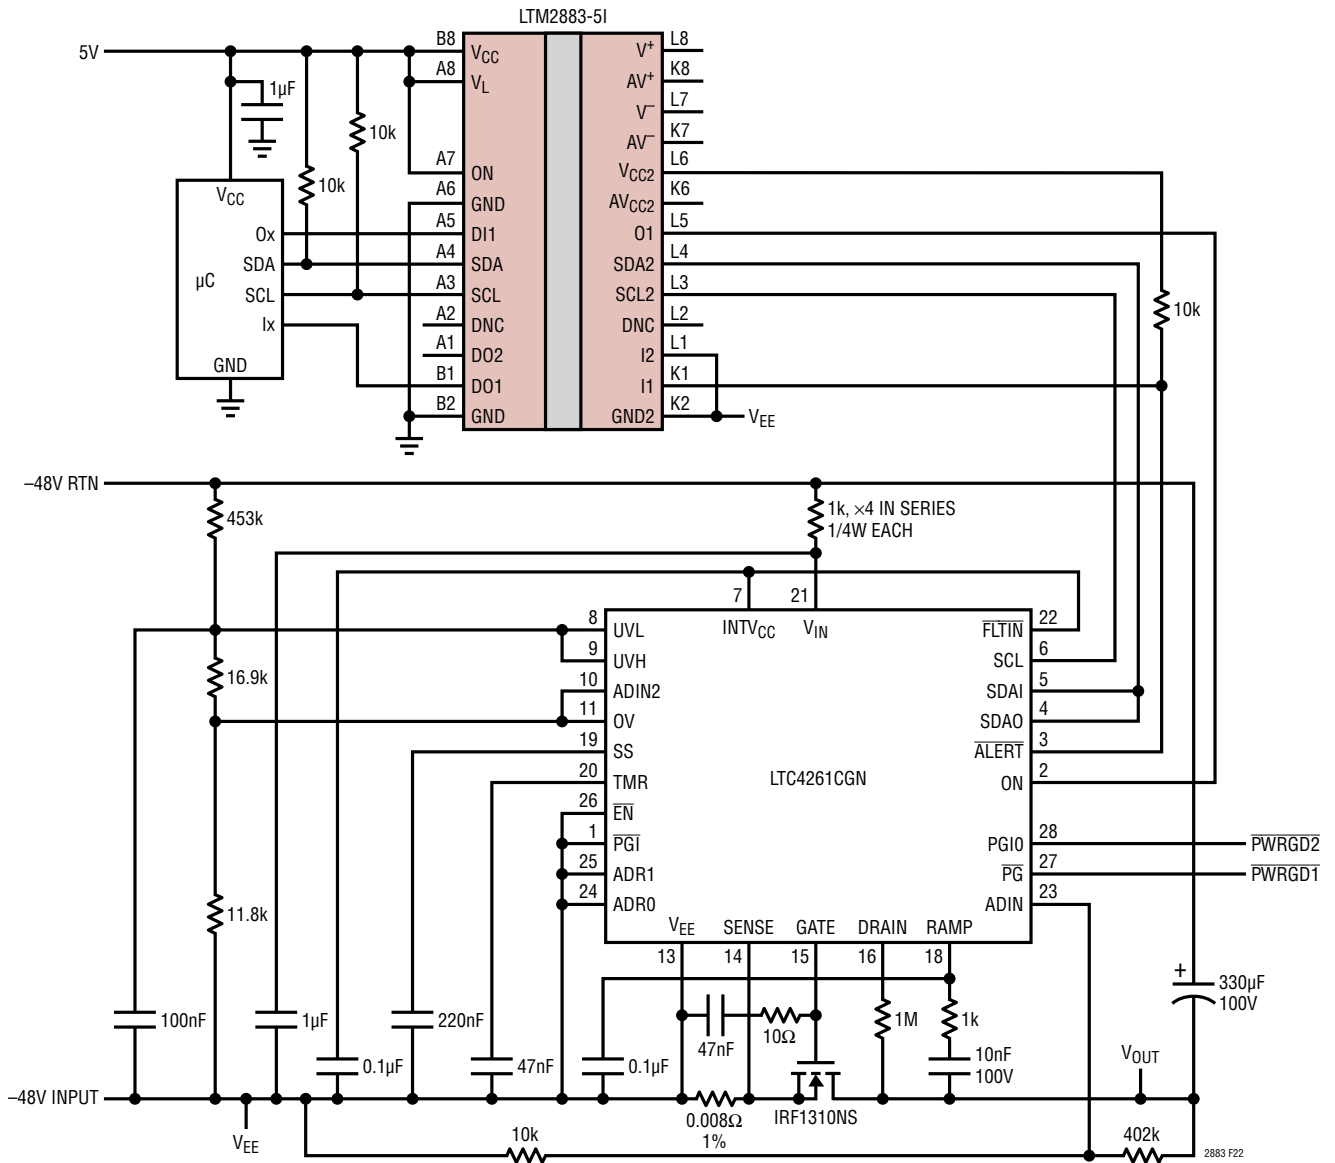 LTM2883-5I
5V
B8
VCC
A8
VL
1µF
10k
10k
A7
ON
A6
GND
A5
DI1
A4
SDA
A3
SCL
A2
DNC
A1
DO2
B1
DO1
B2
GND
L8
V+
K8
AV+
L7
V−
K7
AV−
L6
VCC2
K6
AVCC2
L5
O1
L4
SDA2
L3
SCL2
L2
DNC
L1
I2
K1
I1
K2
GND2
VEE
10k
VCC
Ox
SDA
µC
SCL
Ix
GND
–48V RTN
453k
1k, ×4 IN SERIES
1/4W EACH
7
21
INTVCC
VIN
8
UVL
9
UVH
16.9k
10
ADIN2
11
OV
19
SS
20
TMR
26
EN
1
PGI
25
ADR1
24
ADR0
11.8k
22
FLTIN
6
SCL
5
SDAI
4
SDAO
3
ALERT
2
ON
LTC4261CGN
28
PGI0
PWRGD2
27
PG
PWRGD1
23
ADIN
VEE
SENSE
GATE
DRAIN
RAMP
13
14
15
16
18
+
330µF
100V
100nF
1µF
220nF
0.1µF
47nF
0.1µF
47nF
10Ω
1M
1k
10nF
100V
VOUT
–48V INPUT
VEE
0.008Ω
1%
IRF1310NS
10k
402k
2883 F22